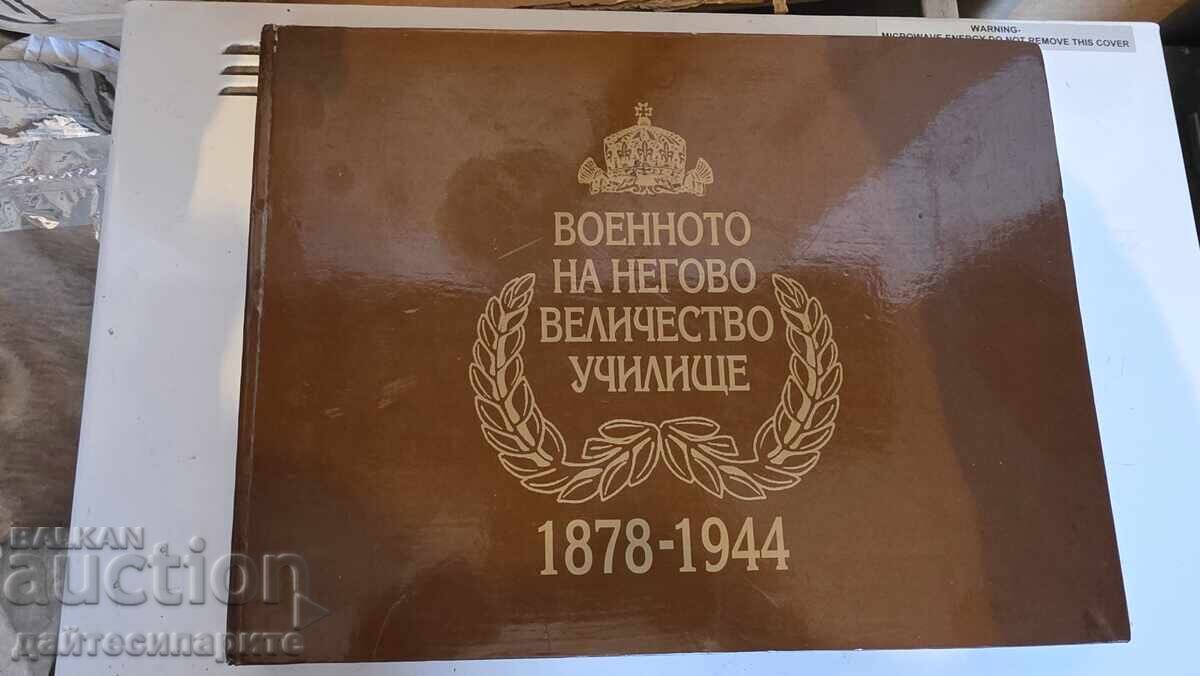 WARNING-
MICROWAVE ENERGY DO NOT REMOVE THIS COVER
ВОЕННОТО
НА НЕГОВО
ВЕЛИЧЕСТВО
УЧИЛИЩЕ
1878-1944
BALKAN
auction
дайтесипарите